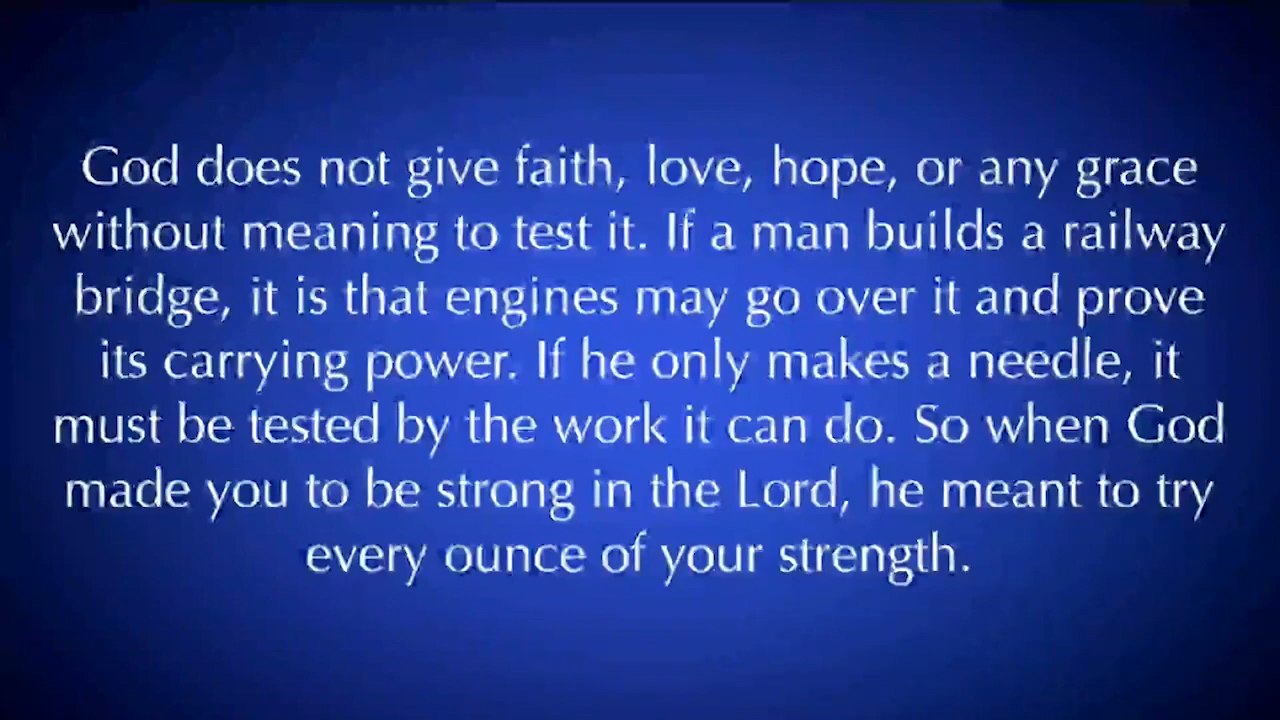 God does not give faith, love, hope, or any grace
without meaning to test it. If a man builds a railway
bridge, it is that engines may go over it and prove
its carrying power. If he only makes a needle, it
must be tested by the work it can do. So when God
made you to be strong in the Lord, he meant to try
every ounce of your strength.